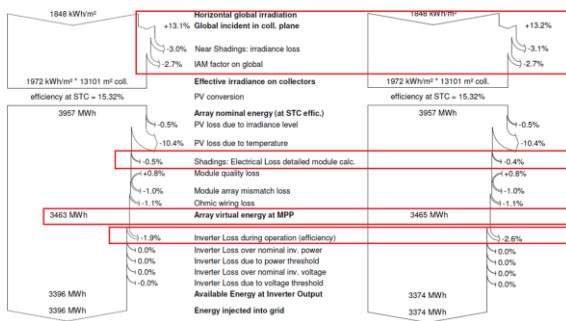 1848 kWh/m² Horizontal global irradiation 1848 kWh/m²
+13.1% Global incident in coll. plane +13.2%
-3.0% Near Shadings: irradiance loss -3.1%
-2.7% IAM factor on global -2.7%
1972 kWh/m² * 13101 m² coll. Effective irradiance on collectors 1972 kWh/m² * 13101 m² coll.
efficiency at STC = 15.32% PV conversion efficiency at STC = 15.32%
3957 MWh Array nominal energy (at STC effic.) 3957 MWh
-0.5% PV loss due to irradiance level -0.5%
-10.4% PV loss due to temperature -10.4%
-0.5% Shadings: Electrical Loss detailed module calc. -0.4%
+0.8% Module quality loss +0.8%
-1.0% Module array mismatch loss -1.0%
-1.1% Ohmic wiring loss -1.1%
3463 MWh Array virtual energy at MPP 3465 MWh
-1.9% Inverter Loss during operation (efficiency) -2.6%
0.0% Inverter Loss over nominal inv. power 0.0%
0.0% Inverter Loss due to power threshold 0.0%
0.0% Inverter Loss over nominal inv. voltage 0.0%
-0.0% Inverter Loss due to voltage threshold 0.0%
3396 MWh Available Energy at Inverter Output 3374 MWh
3396 MWh Energy injected into grid 3374 MWh